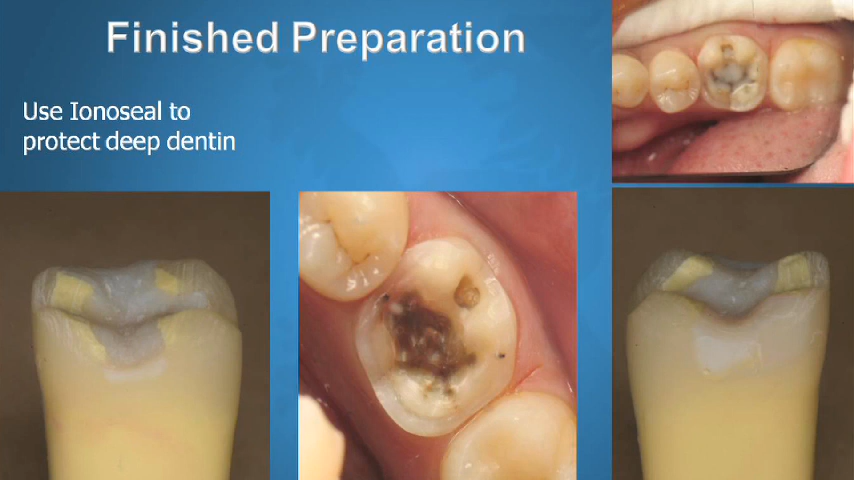 Finished Preparation
Use Ionoseal to
protect deep dentin